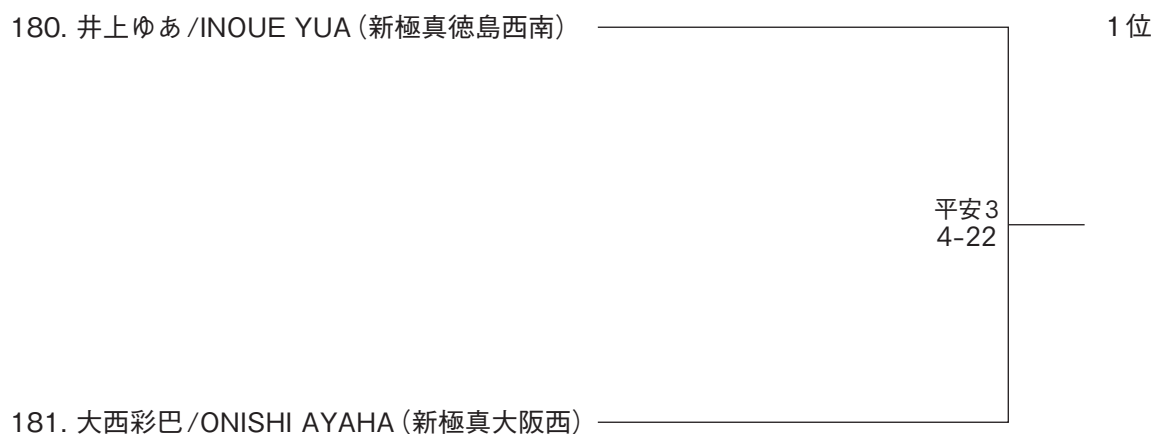 180. 井上ゆあ/INOUE YUA（新極真徳島西南）
1位
平安3
4-22
181. 大西彩巴/ONISHI AYAHA（新極真大阪西）